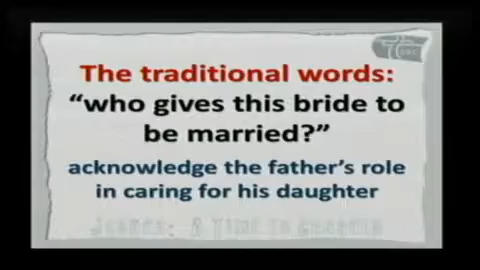 The traditional words:
“who gives this bride to
be married?”
acknowledge the father’s role
in caring for his daughter